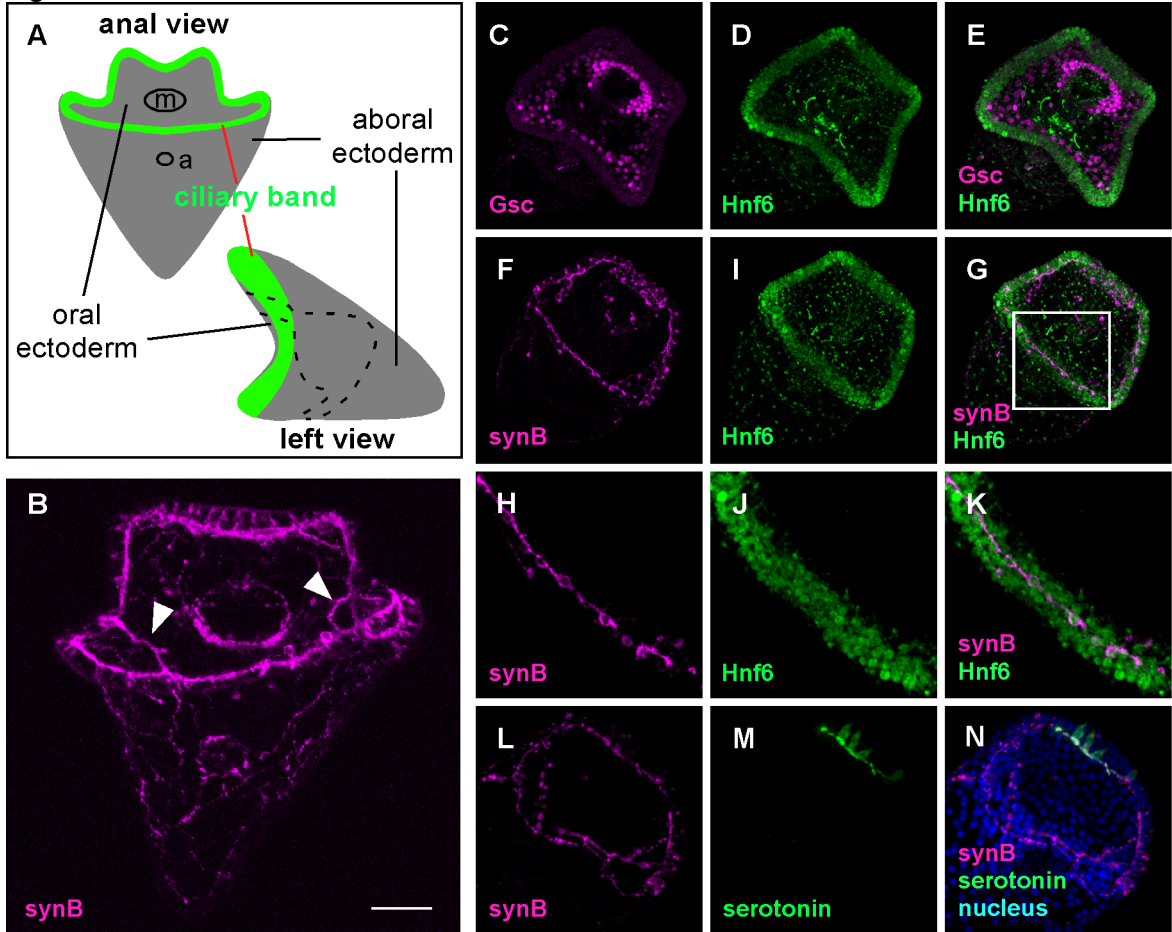 A
anal view
m
a
aboral
ectoderm
ciliary band
oral
ectoderm
left view
B
synB
C
Gsc
D
Hnf6
E
Gsc
Hnf6
F
synB
I
Hnf6
G
synB
Hnf6
H
synB
J
Hnf6
K
synB
Hnf6
L
synB
M
serotonin
N
synB
serotonin
nucleus